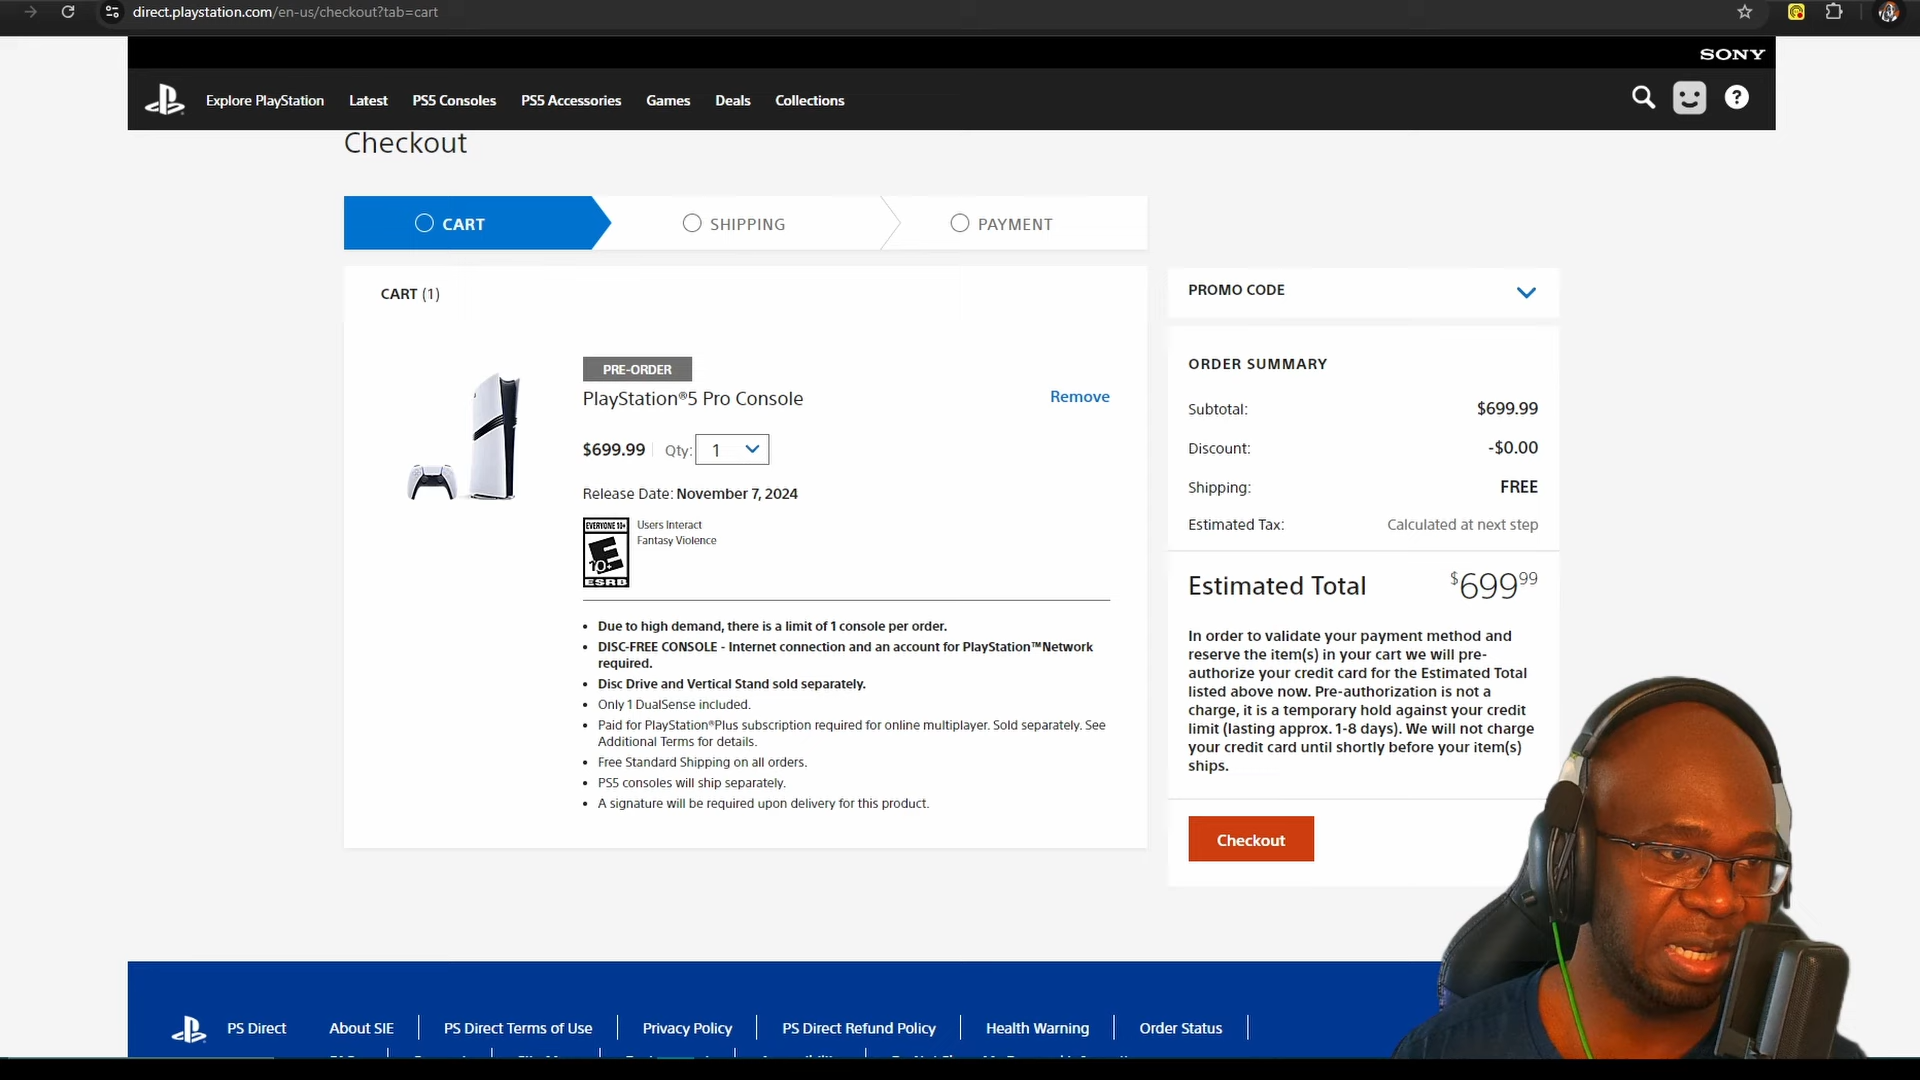 direct.playstation.com/en-us/checkout?tab=cart
SONY
Explore PlayStation Latest PS5 Consoles PS5 Accessories Games Deals Collections
Checkout
CART SHIPPING PAYMENT
CART (1)
PRE-ORDER
PlayStation®5 Pro Console
Remove
$699.99 Qty: 1
Release Date: November 7, 2024
EVERYONE 10+
E
10+
ESRB
Users Interact
Fantasy Violence
• Due to high demand, there is a limit of 1 console per order.
• DISC-FREE CONSOLE - Internet connection and an account for PlayStation™Network
required.
• Disc Drive and Vertical Stand sold separately.
• Only 1 DualSense included.
• Paid for PlayStation®Plus subscription required for online multiplayer. Sold separately. See
Additional Terms for details.
• Free Standard Shipping on all orders.
• PS5 consoles will ship separately.
• A signature will be required upon delivery for this product.
PROMO CODE
ORDER SUMMARY
Subtotal: $699.99
Discount: -$0.00
Shipping: FREE
Estimated Tax: Calculated at next step
Estimated Total $699.99
In order to validate your payment method and
reserve the item(s) in your cart we will pre-
authorize your credit card for the Estimated Total
listed above now. Pre-authorization is not a
charge, it is a temporary hold against your credit
limit (lasting approx. 1-8 days). We will not charge
your credit card until shortly before your item(s)
ships.
Checkout
PS Direct About SIE PS Direct Terms of Use Privacy Policy PS Direct Refund Policy Health Warning Order Status